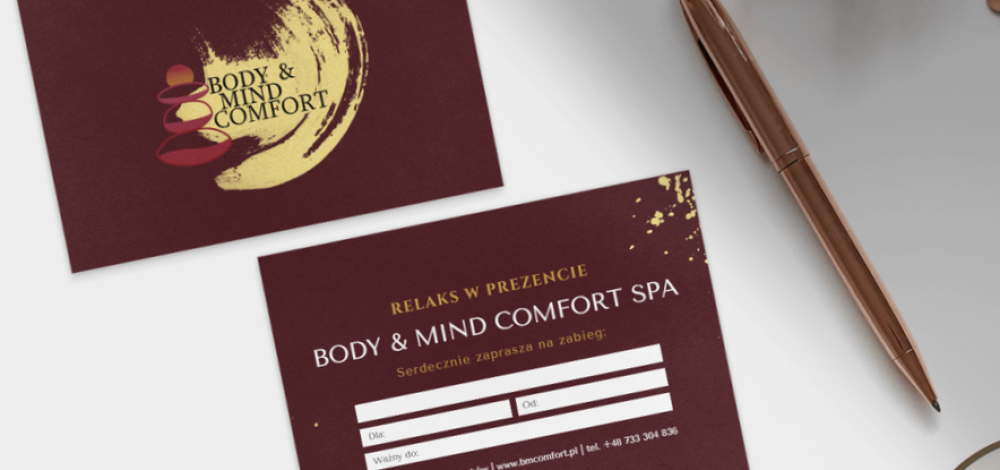 BODY &
MIND
COMFORT
RELAKS W PREZENCIE
BODY & MIND COMFORT SPA
Serdecznie zaprasza na zabieg:
Dla: Od:
Ważny do:
| www.bmcomfort.pl | tel. +48 733 304 836